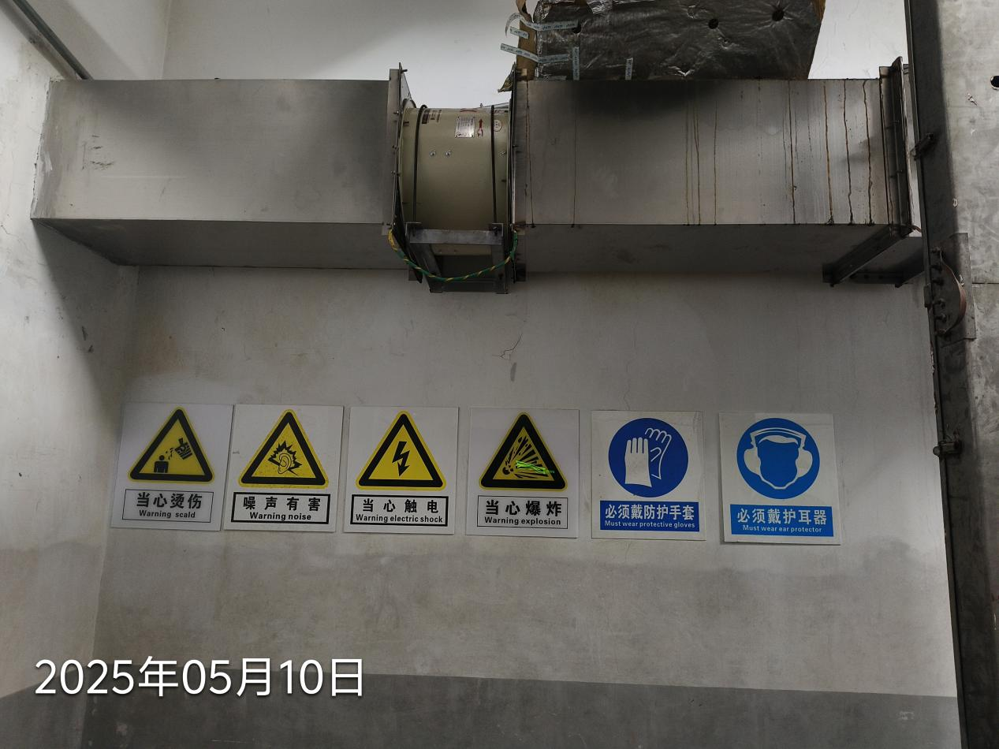 当心烫伤
Warning scald
噪声有害
Warning noise
当心触电
Warning electric shock
当心爆炸
Warning explosion
必须戴防护手套
Must wear protective gloves
必须戴护耳器
Must wear ear protector
2025年05月10日